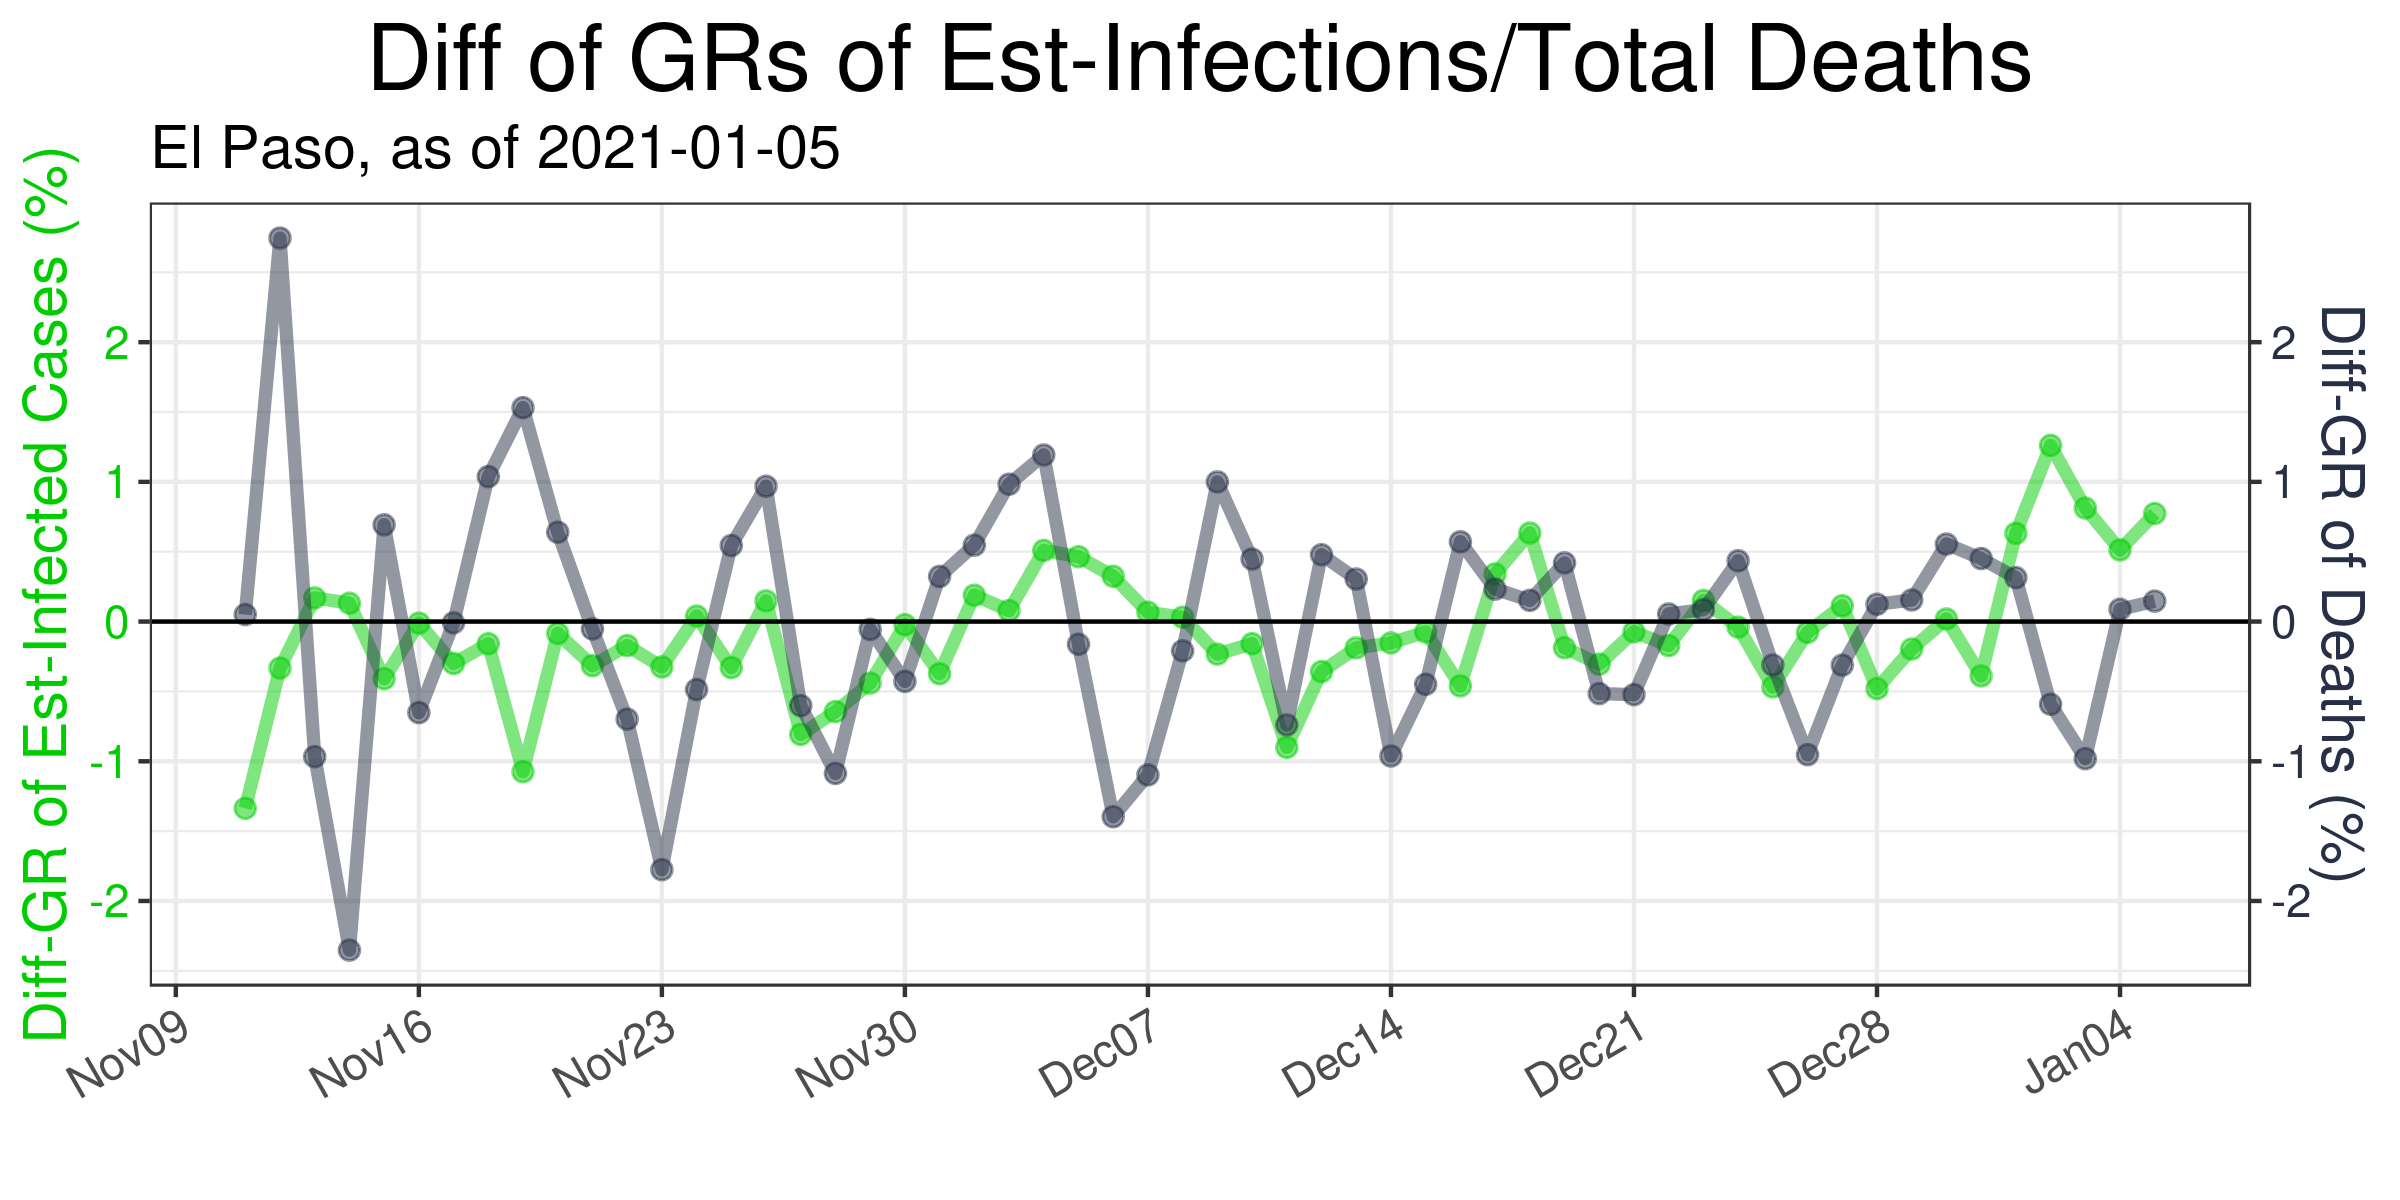 Diff of GRs of Est-Infections/Total Deaths
El Paso, as of 2021-01-05
Diff-GR of Est-Infected Cases (%)
2
1
0
-1
-2
2
1
0
-1
-2
Diff-GR of Deaths (%)
Nov09 Nov16 Nov23 Nov30 Dec07 Dec14 Dec21 Dec28 Jan04